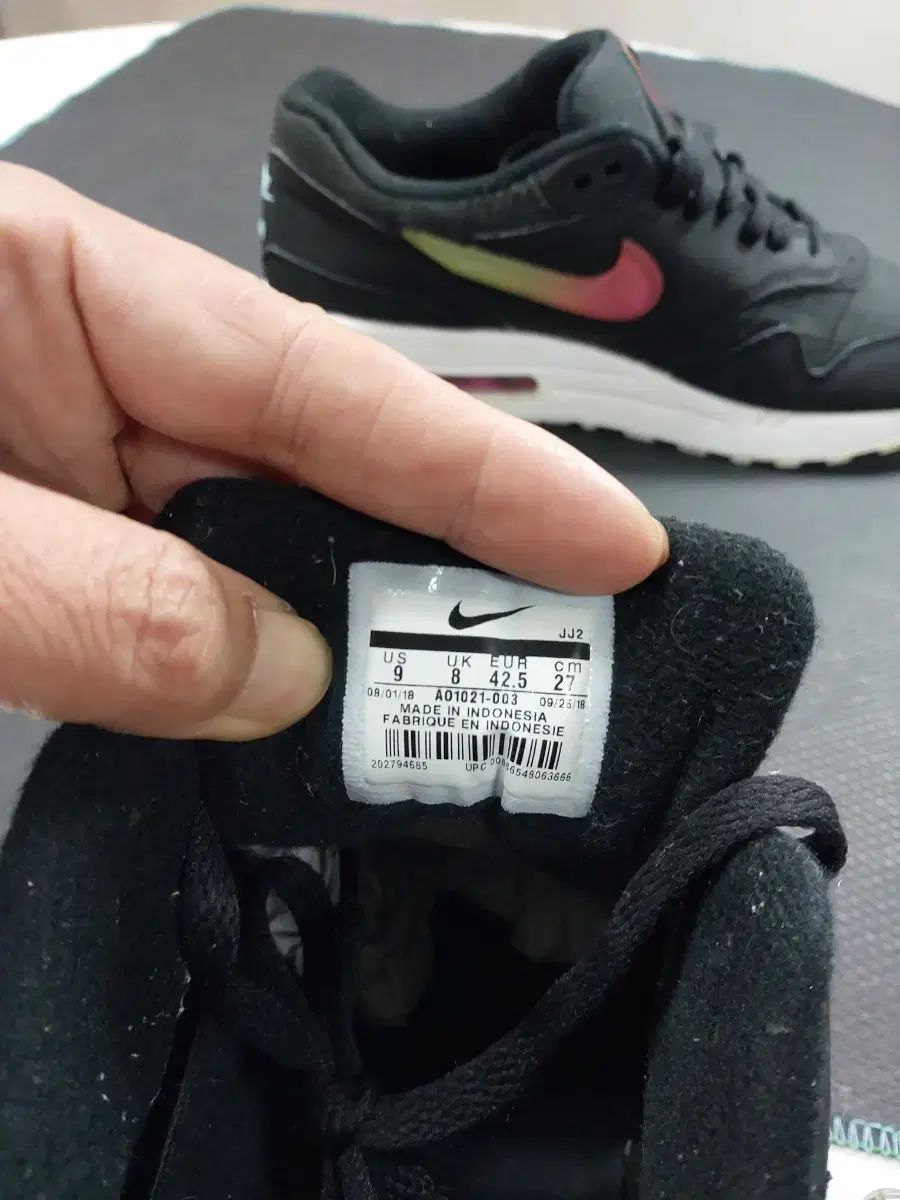 JJ2
US UK EUR cm
9 8 42.5 27
08/01/18 AO1021-003 09/25/18
MADE IN INDONESIA
FABRIQUE EN INDONESIE
202794685 UPC